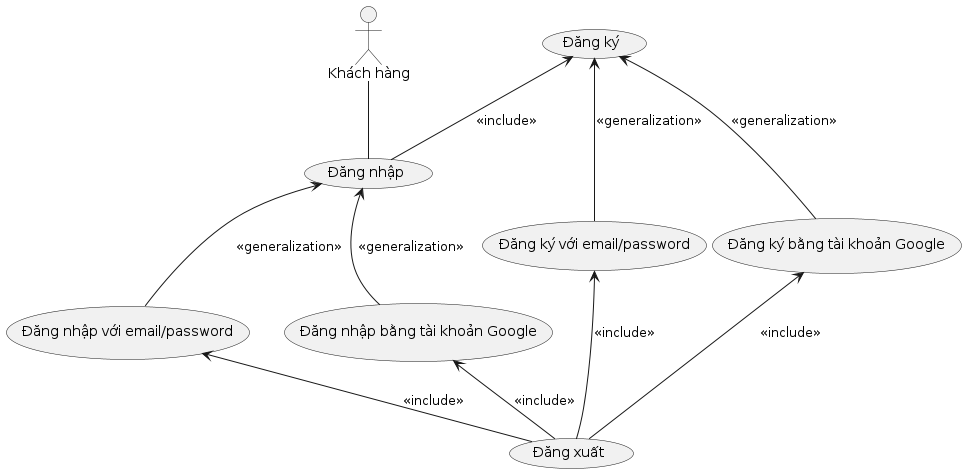 Đăng ký
Khách hàng
«include»
«generalization»
«generalization»
Đăng nhập
«generalization»
«generalization»
Đăng ký với email/password
Đăng ký bằng tài khoản Google
Đăng nhập với email/password
Đăng nhập bằng tài khoản Google
«include»
«include»
«include»
«include»
Đăng xuất